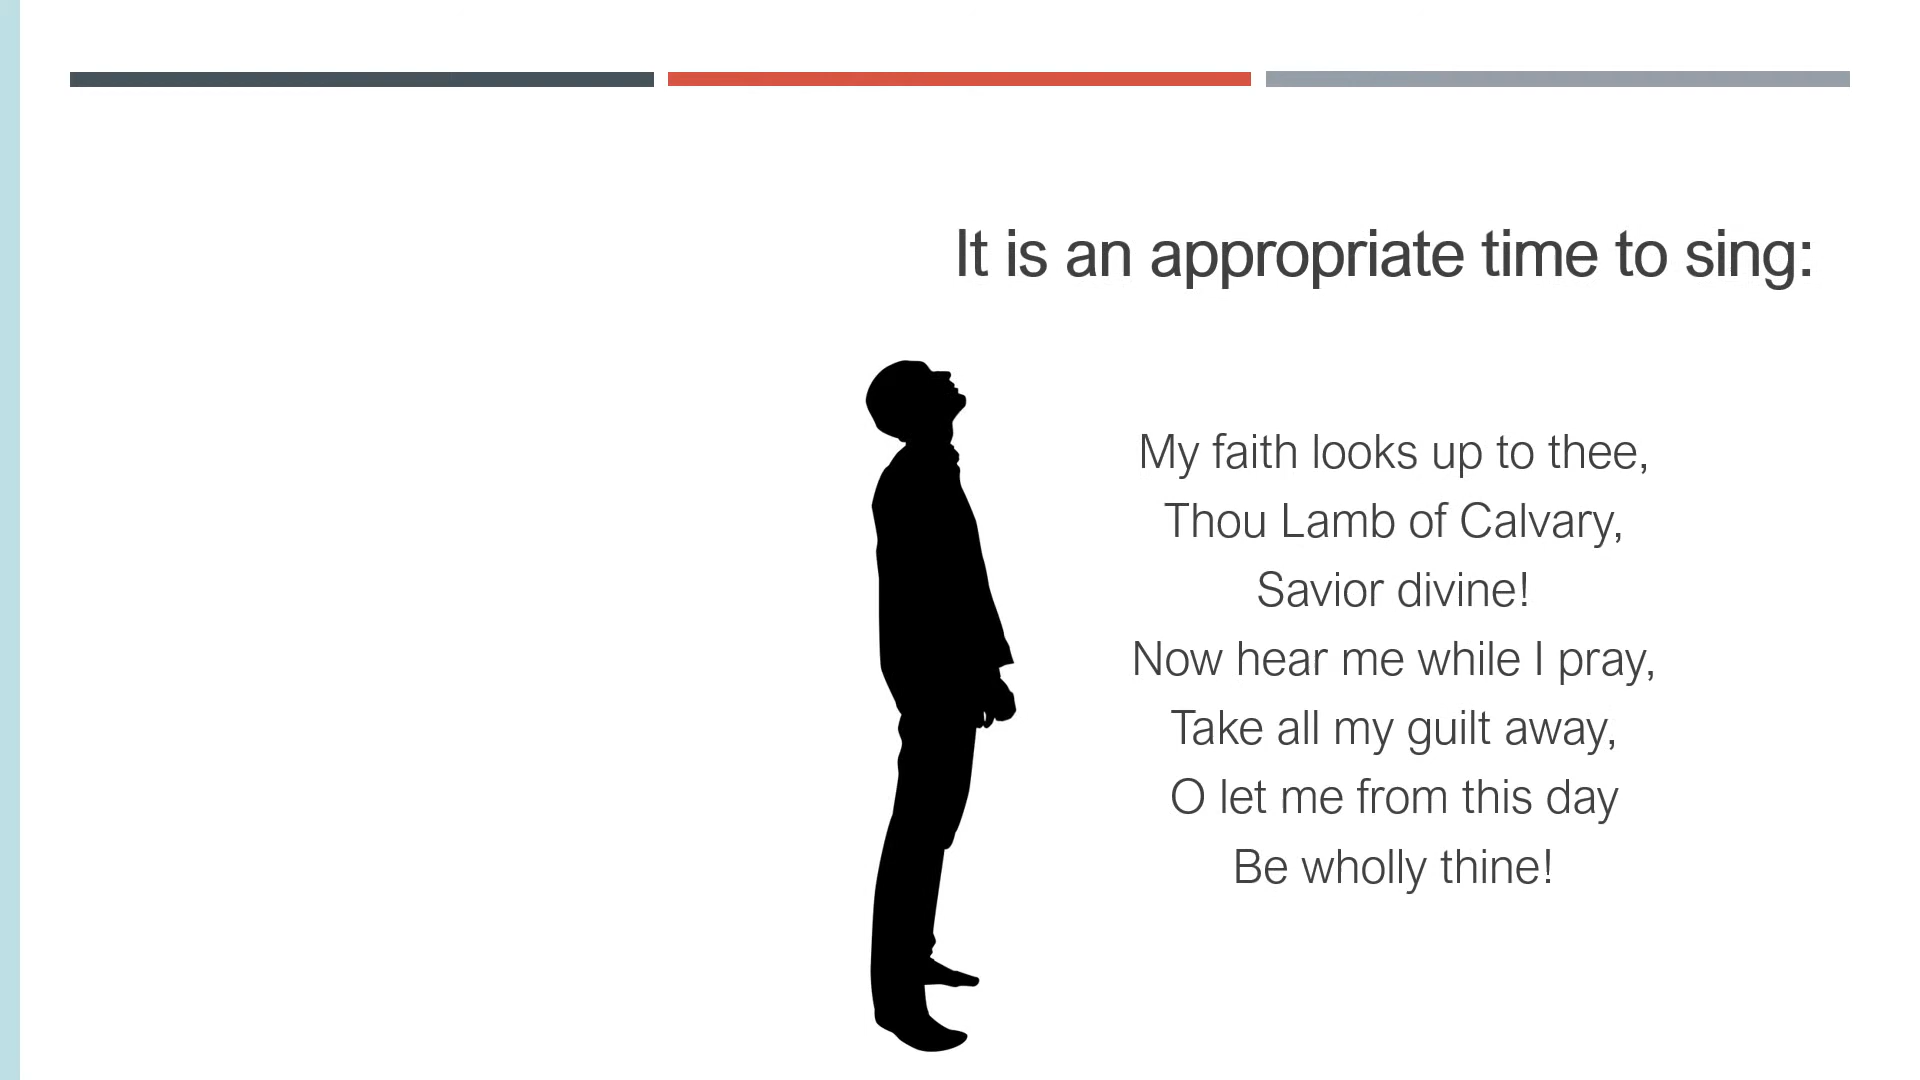 It is an appropriate time to sing:
My faith looks up to thee,
Thou Lamb of Calvary,
Savior divine!
Now hear me while I pray,
Take all my guilt away,
O let me from this day
Be wholly thine!